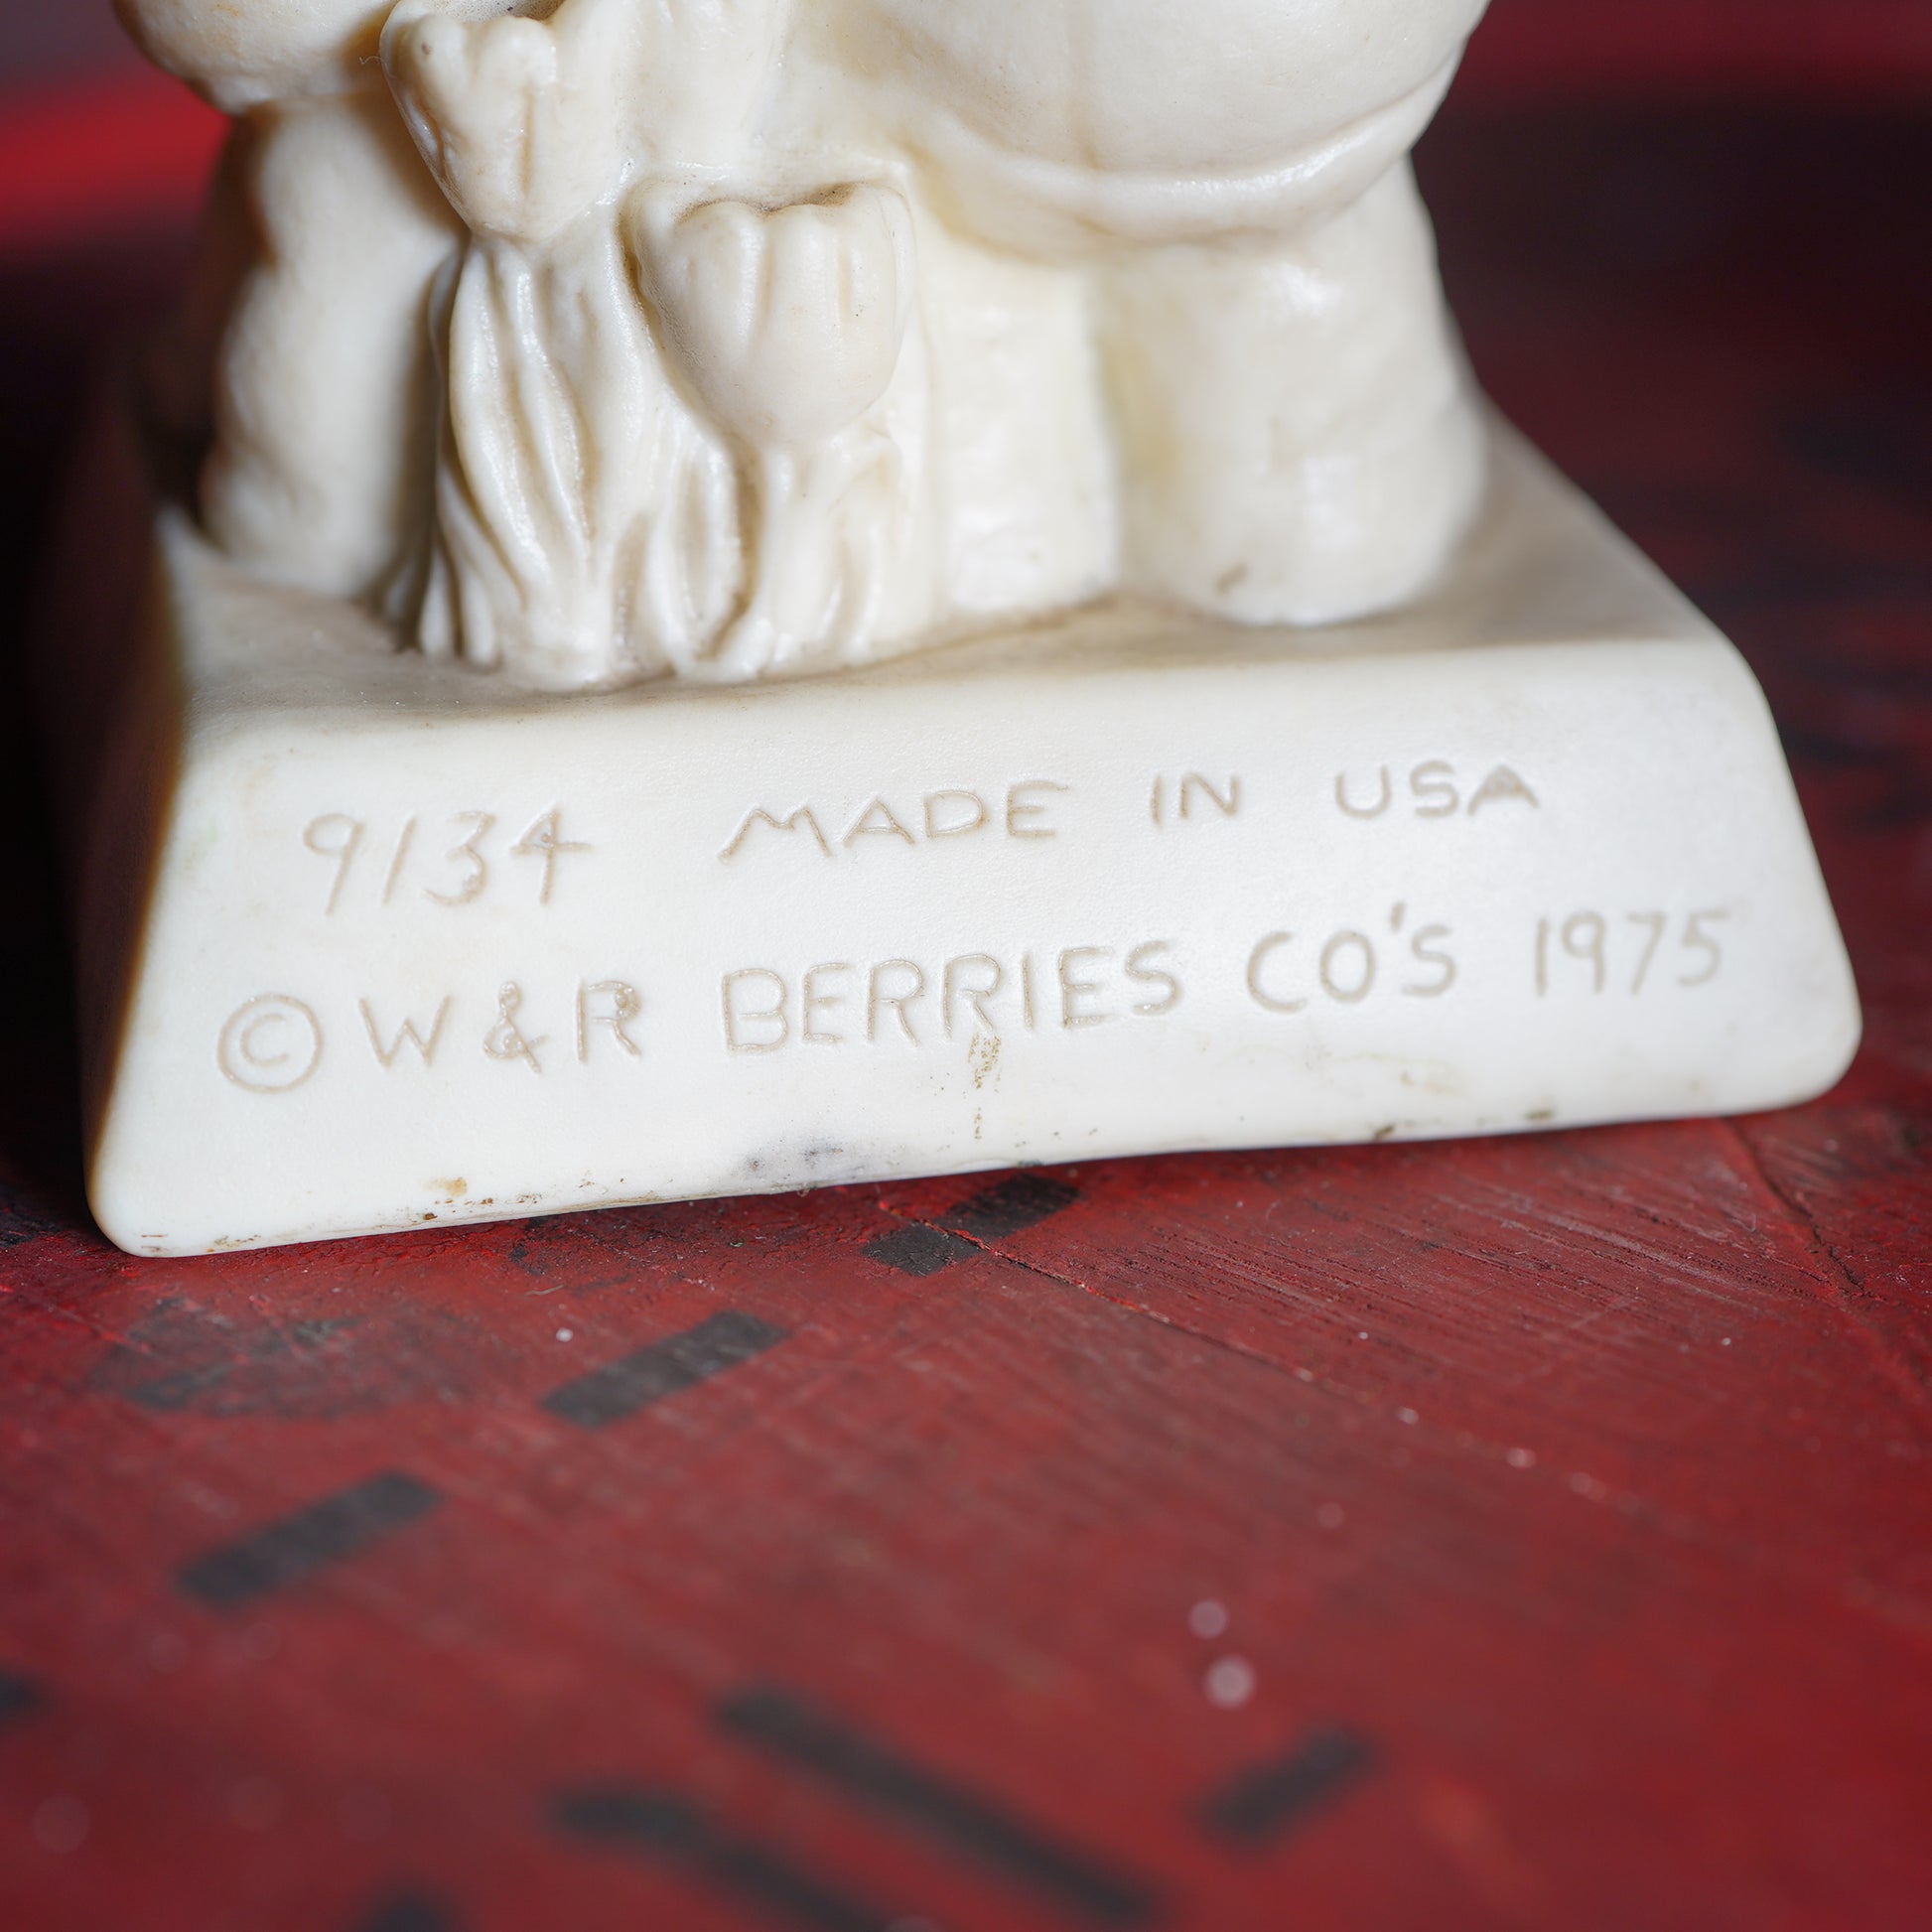 9134 MADE IN USA
© W & R BERRIES CO'S 1975